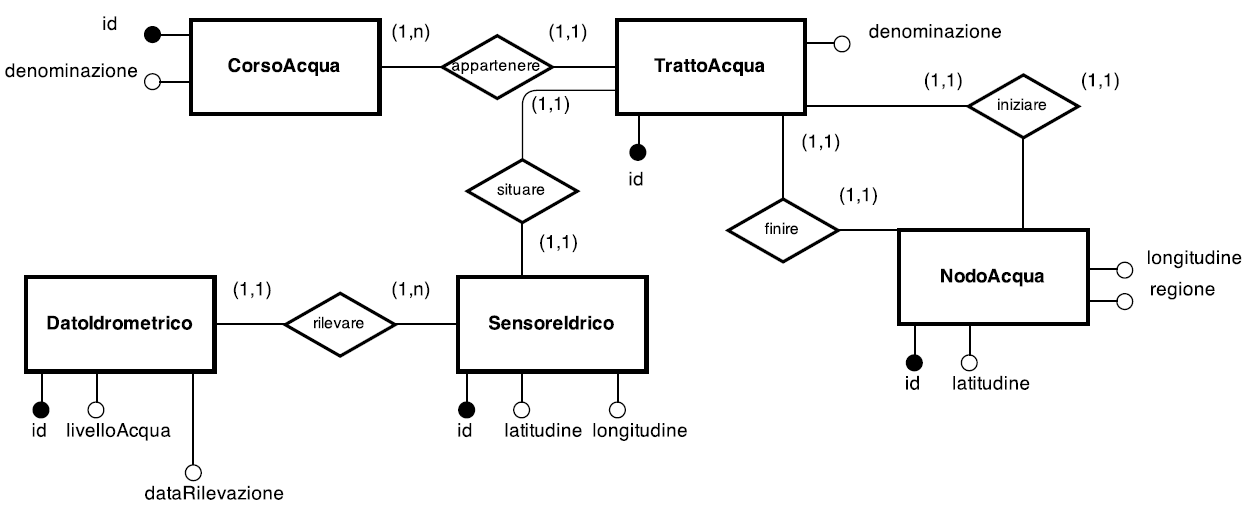 id
(1,n)
(1,1)
denominazione
denominazione
CorsoAcqua
appartenere
TrattoAcqua
(1,1)
(1,1)
iniziare
(1,1)
(1,1)
id
situare
(1,1)
finire
(1,1)
longitudine
NodoAcqua
regione
(1,1)
(1,n)
DatoIdrometrico
rilevare
SensoreIdrico
id
latitudine
id
livelloAcqua
id
latitudine
longitudine
dataRilevazione